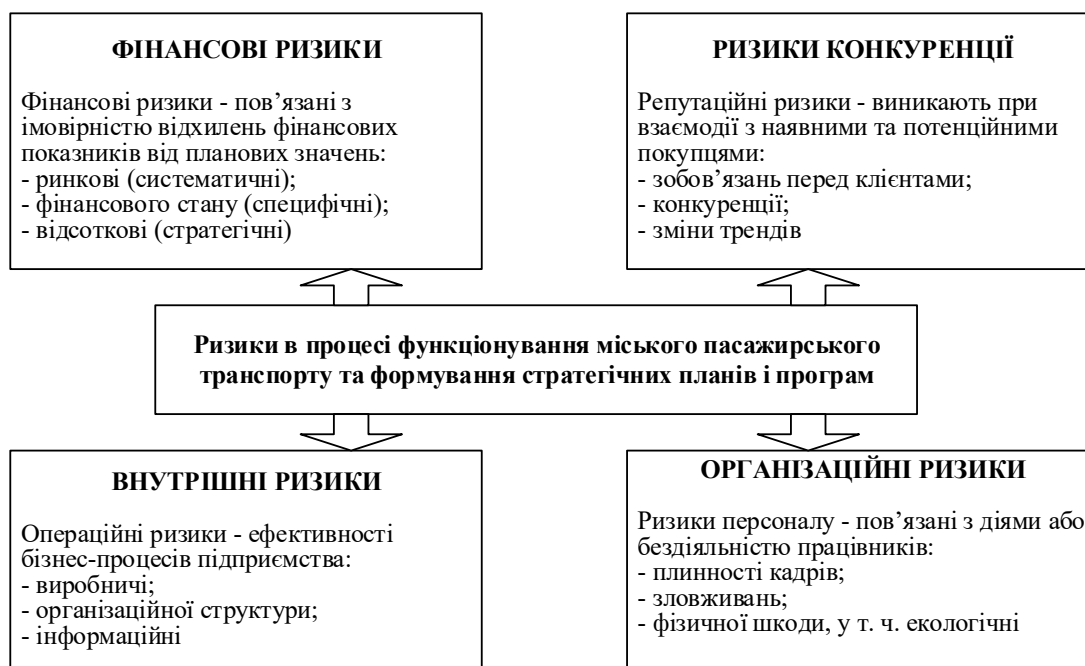 ФІНАНСОВІ РИЗИКИ
Фінансові ризики - пов’язані з
імовірністю відхилень фінансових
показників від планових значень:
- ринкові (систематичні);
- фінансового стану (специфічні);
- відсоткові (стратегічні)
РИЗИКИ КОНКУРЕНЦІЇ
Репутаційні ризики - виникають при
взаємодії з наявними та потенційними
покупцями:
- зобов’язань перед клієнтами;
- конкуренції;
- зміни трендів
Ризики в процесі функціонування міського пасажирського
транспорту та формування стратегічних планів і програм
ВНУТРІШНІ РИЗИКИ
Операційні ризики - ефективності
бізнес-процесів підприємства:
- виробничі;
- організаційної структури;
- інформаційні
ОРГАНІЗАЦІЙНІ РИЗИКИ
Ризики персоналу - пов’язані з діями або
бездіяльністю працівників:
- плинності кадрів;
- зловживань;
- фізичної шкоди, у т. ч. екологічні